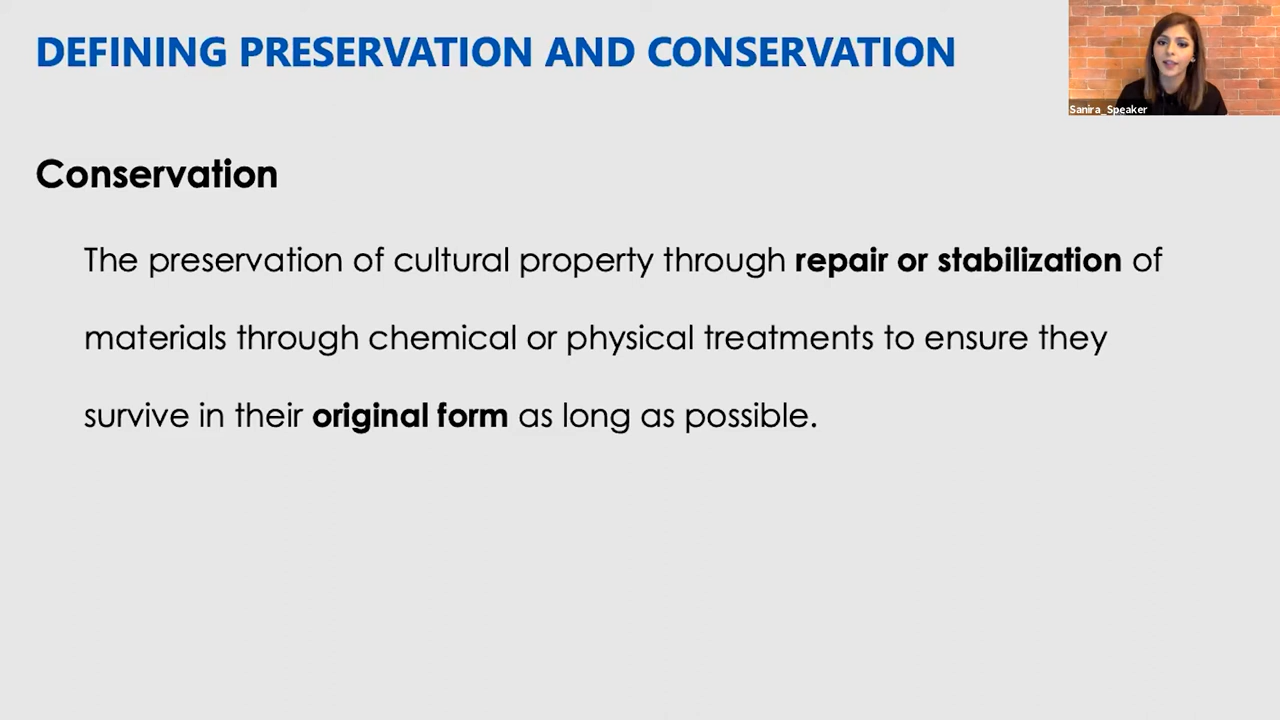 DEFINING PRESERVATION AND CONSERVATION
Sanira_Speaker
Conservation
The preservation of cultural property through repair or stabilization of
materials through chemical or physical treatments to ensure they
survive in their original form as long as possible.